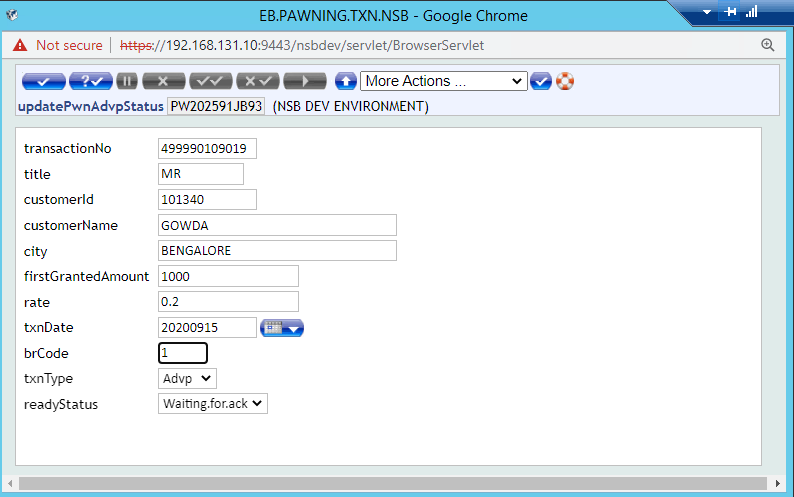 EB.PAWNING.TXN.NSB - Google Chrome
Not secure https://192.168.131.10:9443/nsbdev/servlet/BrowserServlet
More Actions ...
updatePwnAdvpStatus PW202591JB93 (NSB DEV ENVIRONMENT)
transactionNo 499990109019
title MR
customerId 101340
customerName GOWDA
city BENGALORE
firstGrantedAmount 1000
rate 0.2
txnDate 20200915
brCode 1
txnType Advp
readyStatus Waiting.for.ack